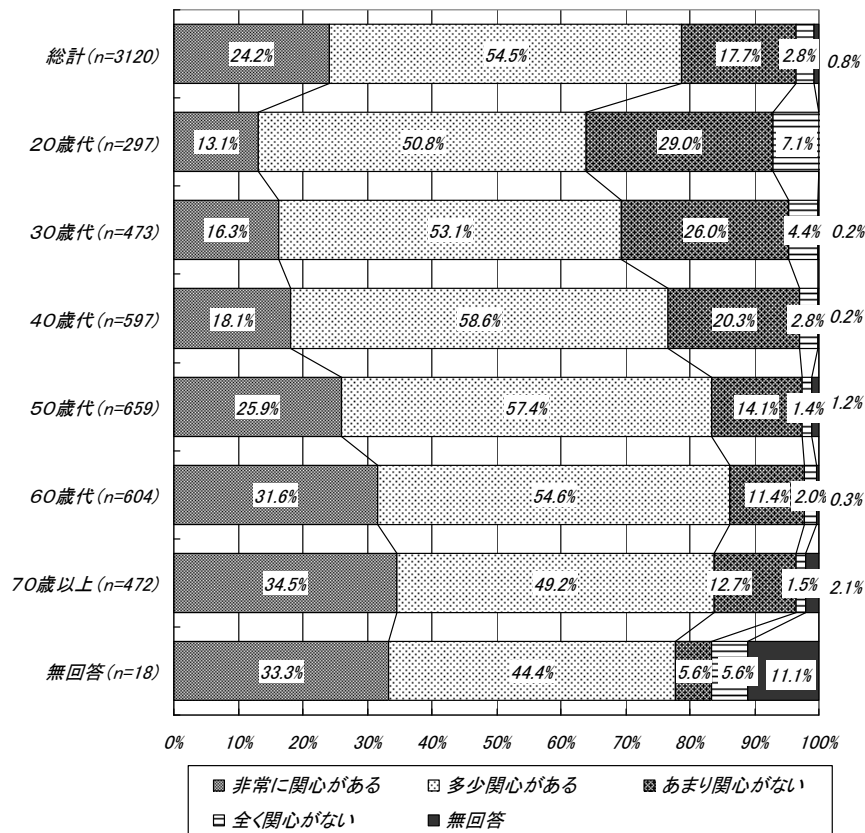 総計(n=3120)
24.2% 54.5% 17.7% 2.8% 0.8%
20歳代(n=297)
13.1% 50.8% 29.0% 7.1%
30歳代(n=473)
16.3% 53.1% 26.0% 4.4% 0.2%
40歳代(n=597)
18.1% 58.6% 20.3% 2.8% 0.2%
50歳代(n=659)
25.9% 57.4% 14.1% 1.4% 1.2%
60歳代(n=604)
31.6% 54.6% 11.4% 2.0% 0.3%
70歳以上(n=472)
34.5% 49.2% 12.7% 1.5% 2.1%
無回答(n=18)
33.3% 44.4% 5.6% 5.6% 11.1%
0% 10% 20% 30% 40% 50% 60% 70% 80% 90% 100%
非常に関心がある 多少関心がある あまり関心がない
全く関心がない 無回答